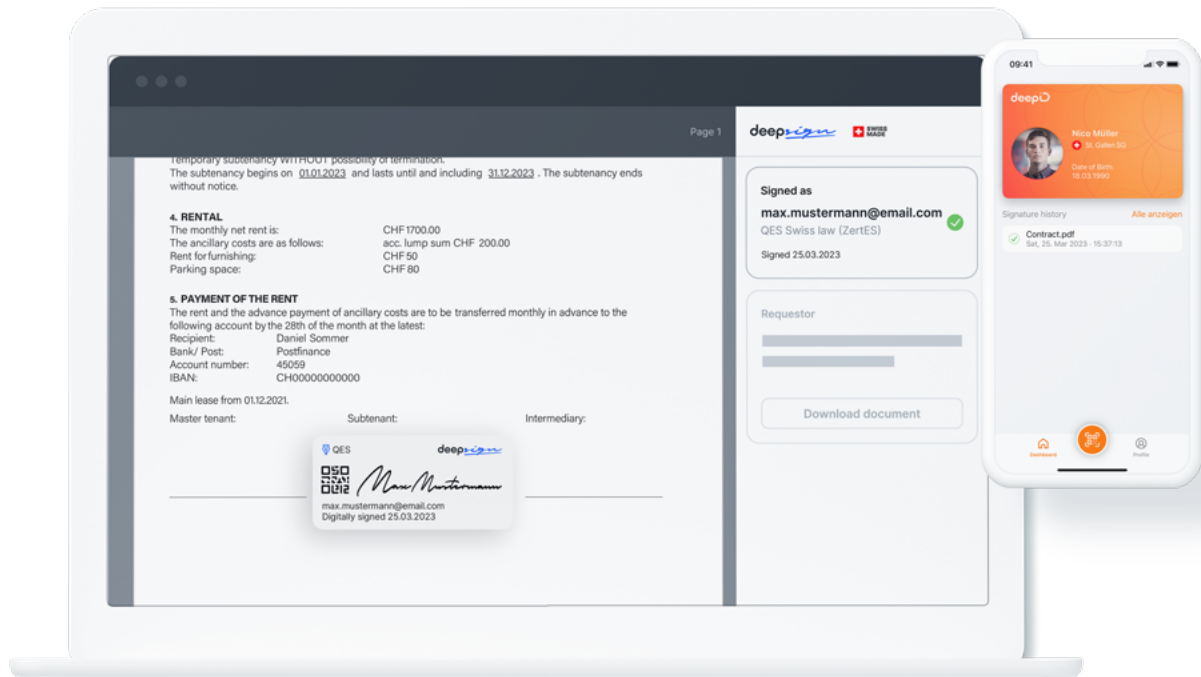 Page 1
Temporary subtenancy WITHOUT possibility of termination.
The subtenancy begins on 01.01.2023 and lasts until and including 31.12.2023 . The subtenancy ends
without notice.
4. RENTAL
The monthly net rent is: CHF 1700.00
The ancillary costs are as follows: acc. lump sum CHF 200.00
Rent for furnishing: CHF 50
Parking space: CHF 80
5. PAYMENT OF THE RENT
The rent and the advance payment of ancillary costs are to be transferred monthly in advance to the
following account by the 28th of the month at the latest:
Recipient: Daniel Sommer
Bank/ Post: Postfinance
Account number: 45059
IBAN: CH00000000000
Main lease from 01.12.2021.
Master tenant: Subtenant: Intermediary:
QES deepsign
Max Mustermann
max.mustermann@email.com
Digitally signed 25.03.2023
deepsign SWISS MADE
Signed as
max.mustermann@email.com
QES Swiss law (ZertES)
Signed 25.03.2023
Requestor
Download document
09:41
deepID
Nico Müller
St. Gallen SG
Date of Birth:
18.03.1990
Signature history Alle anzeigen
Contract.pdf
Sat, 25. Mar 2023 - 15:37:13
Dashboard Profile